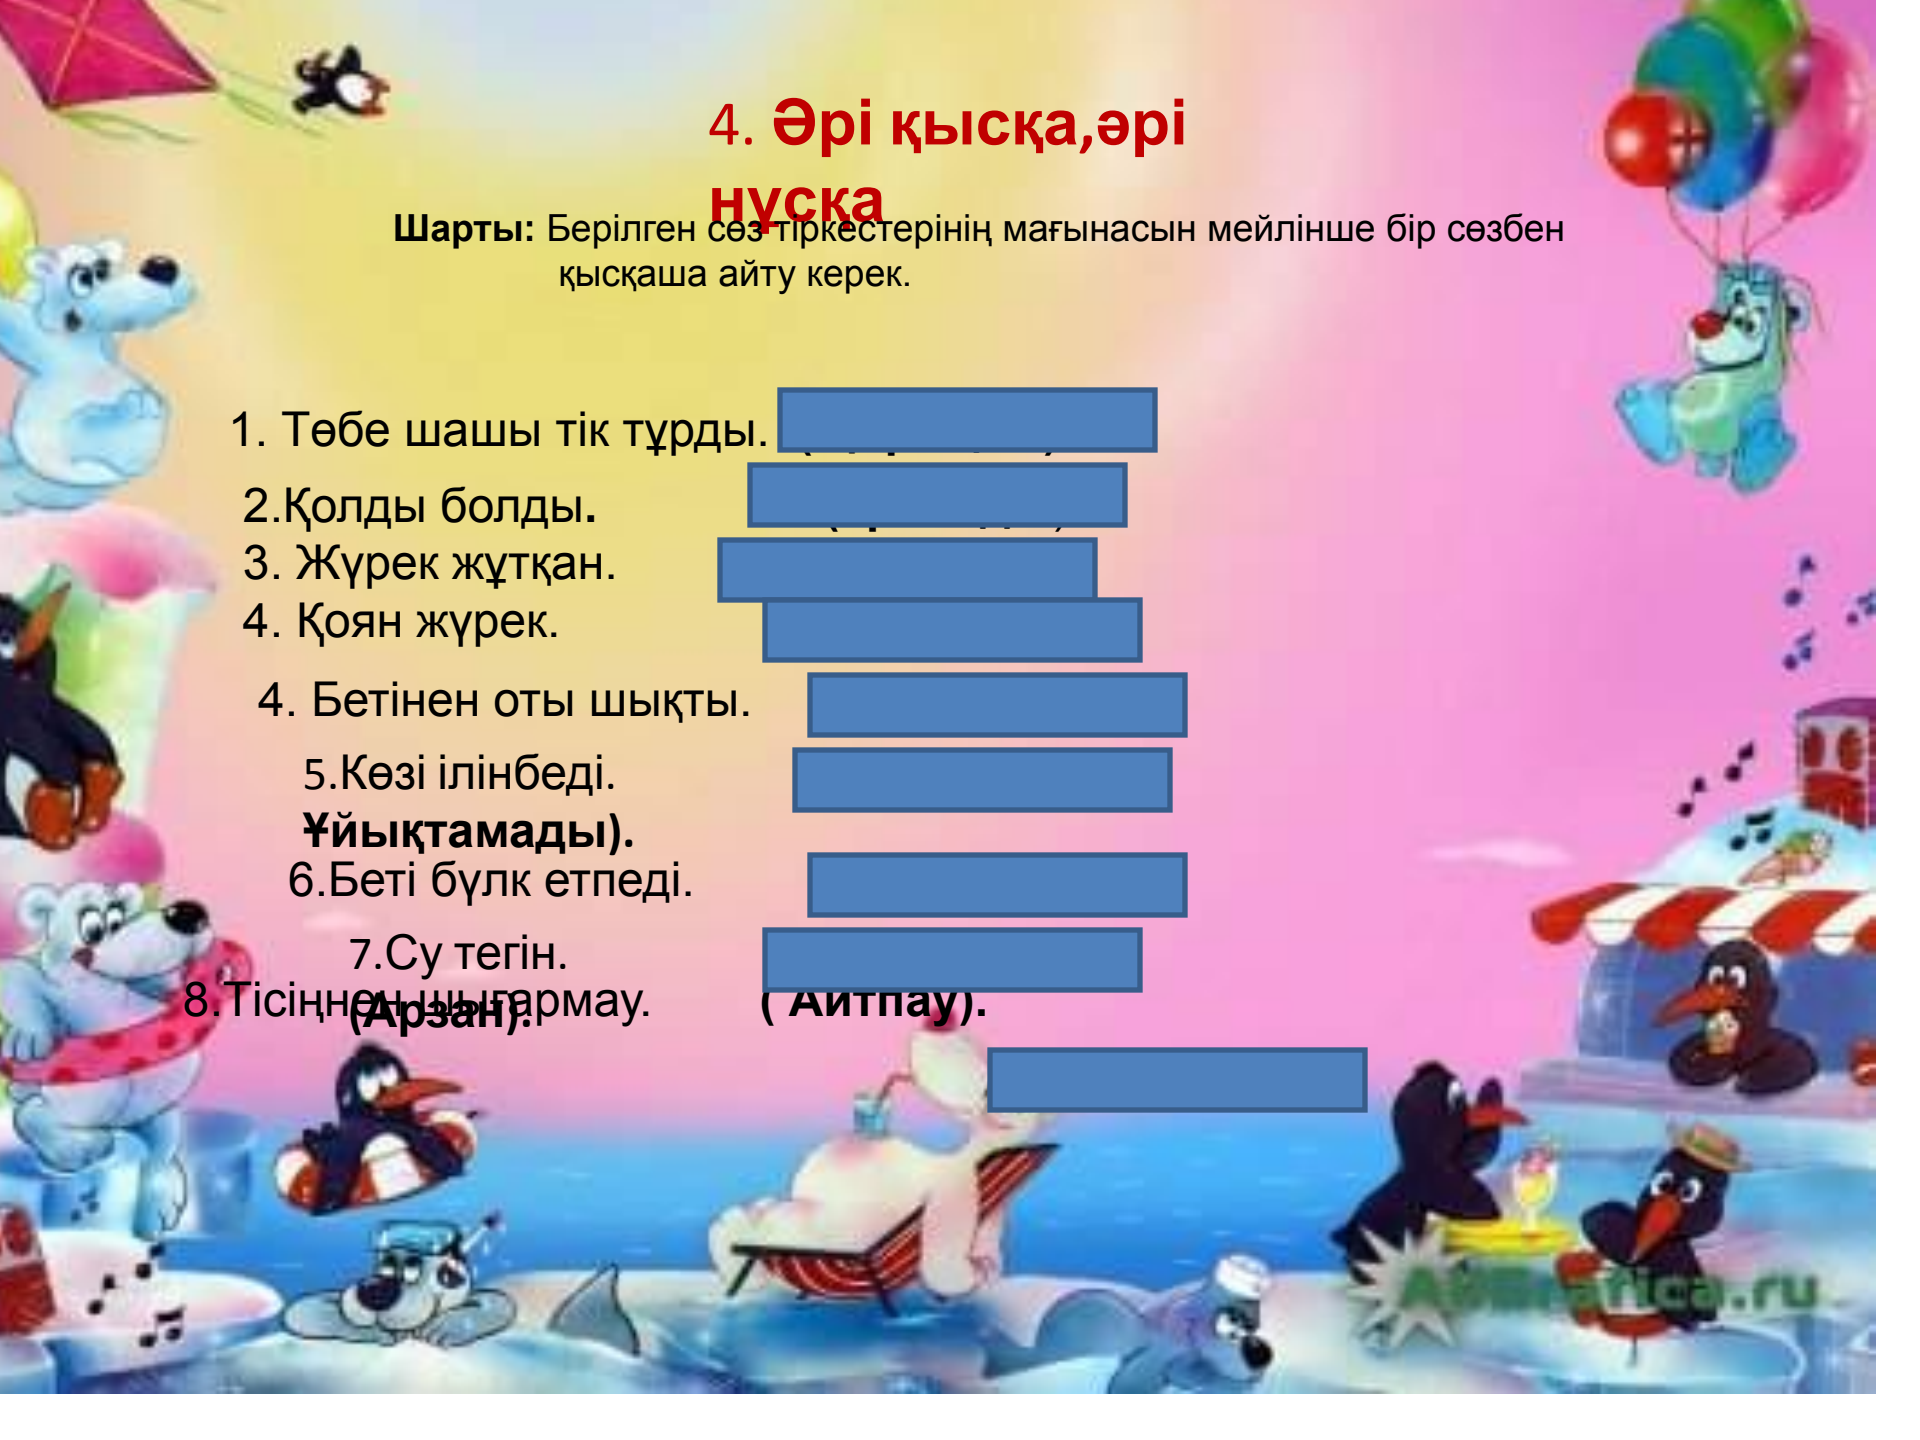 4. Әрі қысқа,әрі
нұсқа
Шарты: Берілген сөз тіркестерінің мағынасын мейлінше бір сөзбен
қысқаша айту керек.
1. Төбе шашы тік тұрды.
2.Қолды болды.
3. Жүрек жұтқан.
4. Қоян жүрек.
4. Бетінен оты шықты.
5.Көзі ілінбеді.
Ұйықтамады).
6.Беті бүлк етпеді.
7.Су тегін.
(Арзан).
8.Тісіңнен шығармау. ( Айтпау).